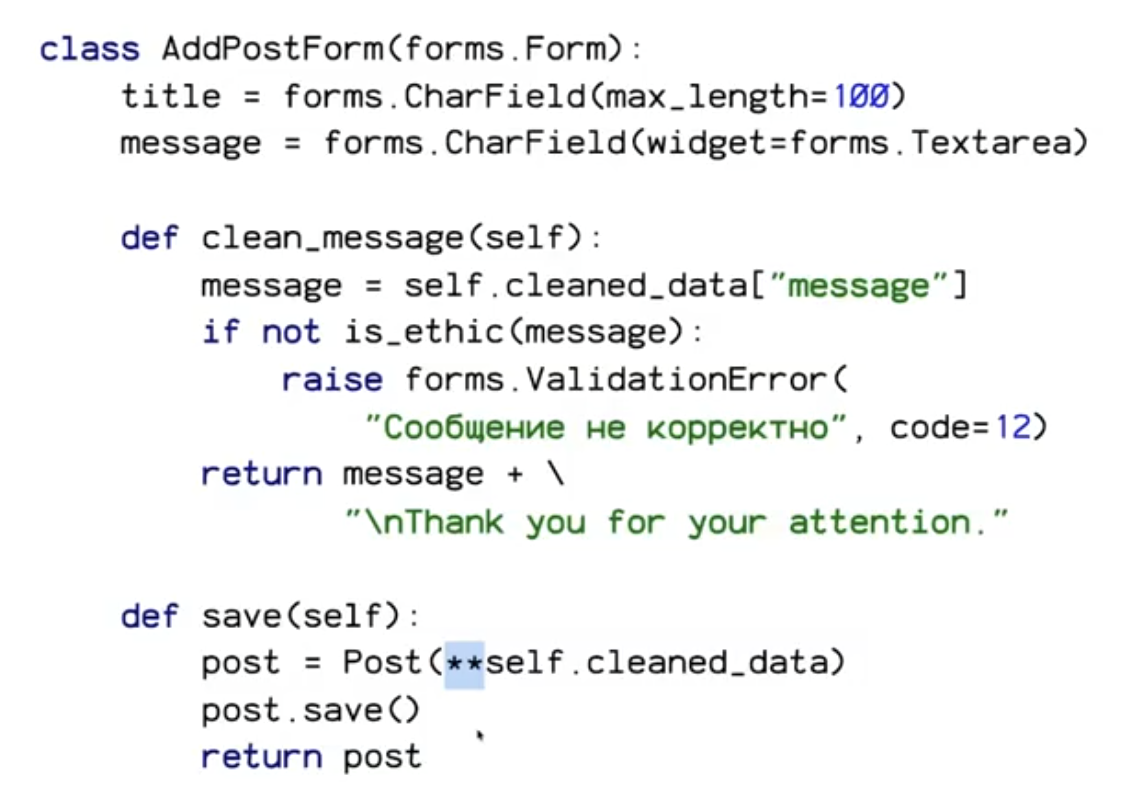 class AddPostForm(forms.Form):
    title = forms.CharField(max_length=100)
    message = forms.CharField(widget=forms.Textarea)

    def clean_message(self):
        message = self.cleaned_data["message"]
        if not is_ethic(message):
            raise forms.ValidationError(
                "Сообщение не корректно", code=12)
        return message + \
               "\nThank you for your attention."

    def save(self):
        post = Post(**self.cleaned_data)
        post.save()
        return post